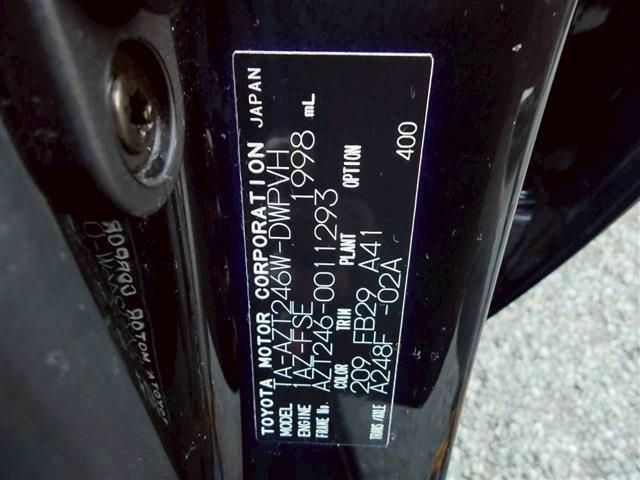 TOYOTA MOTOR CORPORATION JAPAN
MODEL TA-AZT246W-DWPVH
ENGINE 1AZ-FSE 1998 mL
FRAME No. AZT246-0011293
COLOR TRIM PLANT OPTION
209 FB29 A41 400
TRANS/AXLE A248F -02A